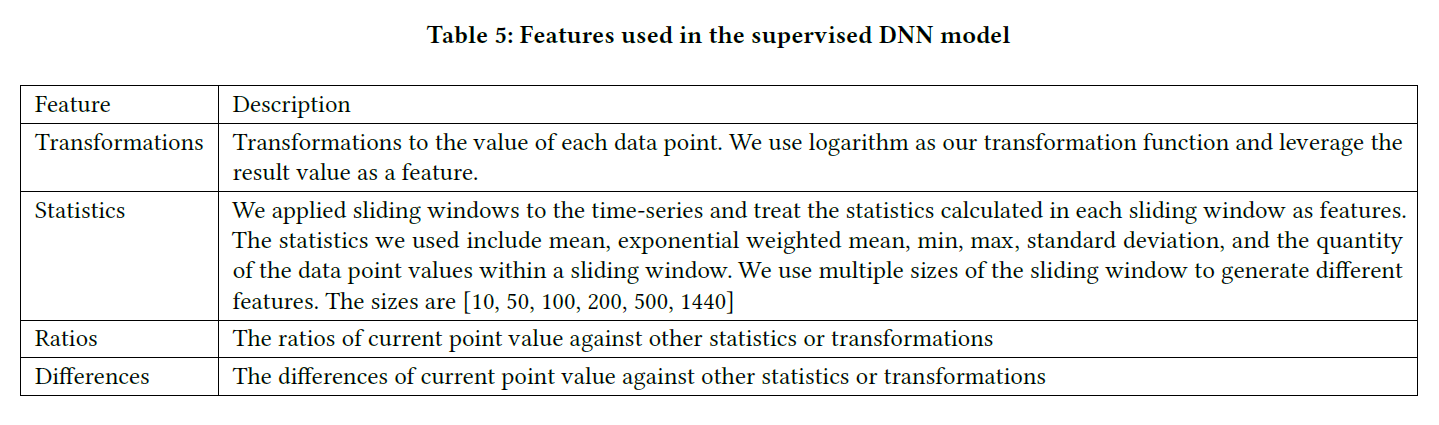 Table 5: Features used in the supervised DNN model
Feature Description
Transformations Transformations to the value of each data point. We use logarithm as our transformation function and leverage the
result value as a feature.
Statistics We applied sliding windows to the time-series and treat the statistics calculated in each sliding window as features.
The statistics we used include mean, exponential weighted mean, min, max, standard deviation, and the quantity
of the data point values within a sliding window. We use multiple sizes of the sliding window to generate different
features. The sizes are [10, 50, 100, 200, 500, 1440]
Ratios The ratios of current point value against other statistics or transformations
Differences The differences of current point value against other statistics or transformations